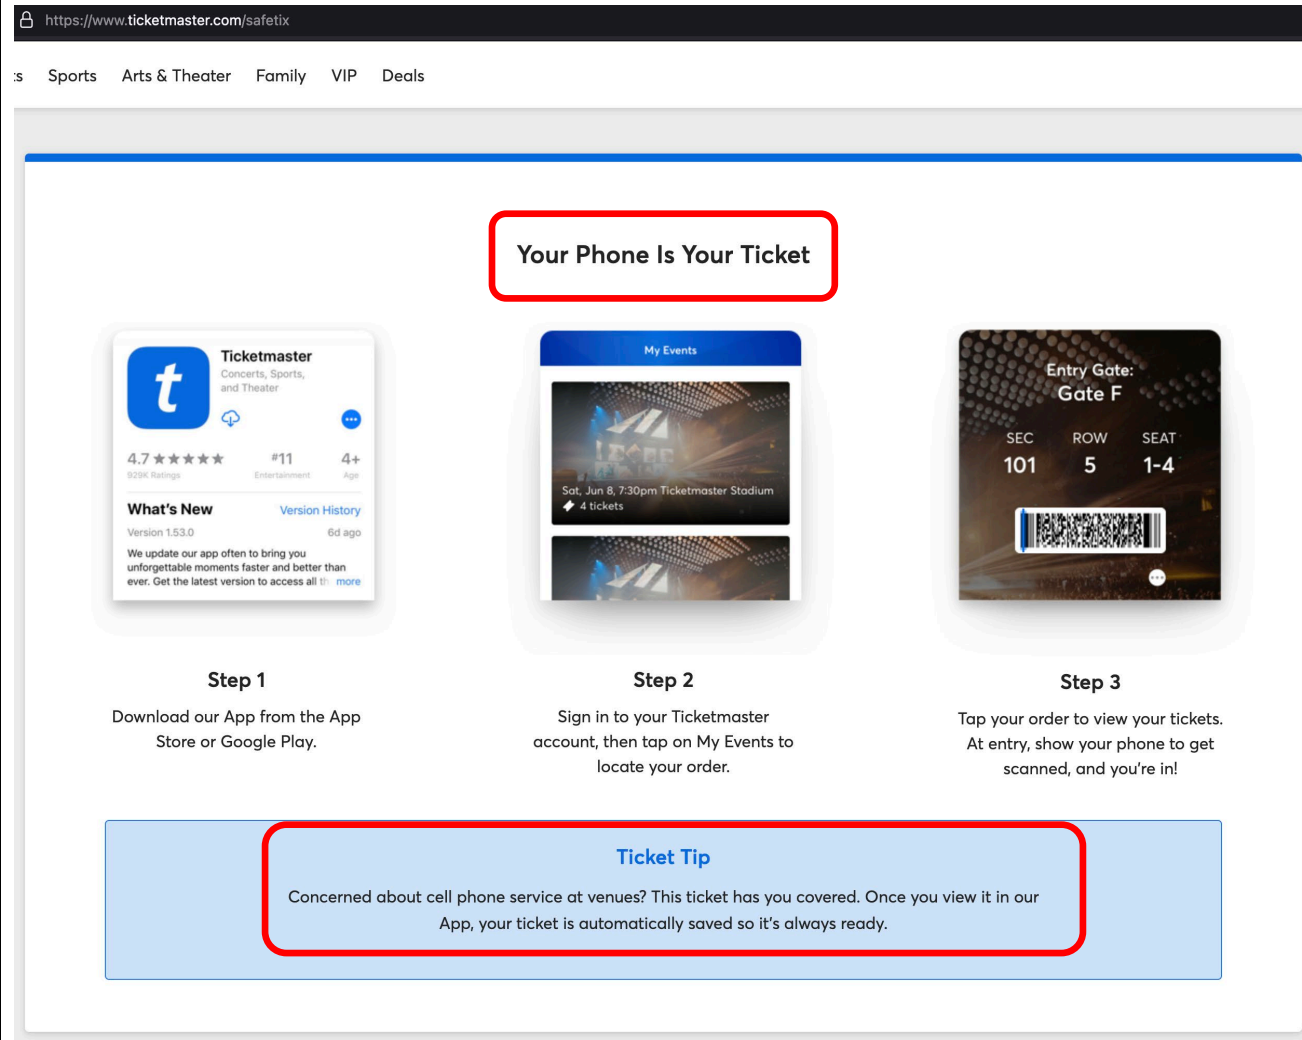 https://www.ticketmaster.com/safetix
ts Sports Arts & Theater Family VIP Deals
Your Phone Is Your Ticket
Ticketmaster
Concerts, Sports,
and Theater
4.7 ★★★★★ #11 4+
929K Ratings Entertainment Age
What's New Version History
Version 1.53.0 6d ago
We update our app often to bring you
unforgettable moments faster and better than
ever. Get the latest version to access all th more
My Events
Sat, Jun 8, 7:30pm Ticketmaster Stadium
4 tickets
Entry Gate:
Gate F
SEC ROW SEAT
101 5 1-4
Step 1
Download our App from the App
Store or Google Play.
Step 2
Sign in to your Ticketmaster
account, then tap on My Events to
locate your order.
Step 3
Tap your order to view your tickets.
At entry, show your phone to get
scanned, and you're in!
Ticket Tip
Concerned about cell phone service at venues? This ticket has you covered. Once you view it in our
App, your ticket is automatically saved so it's always ready.